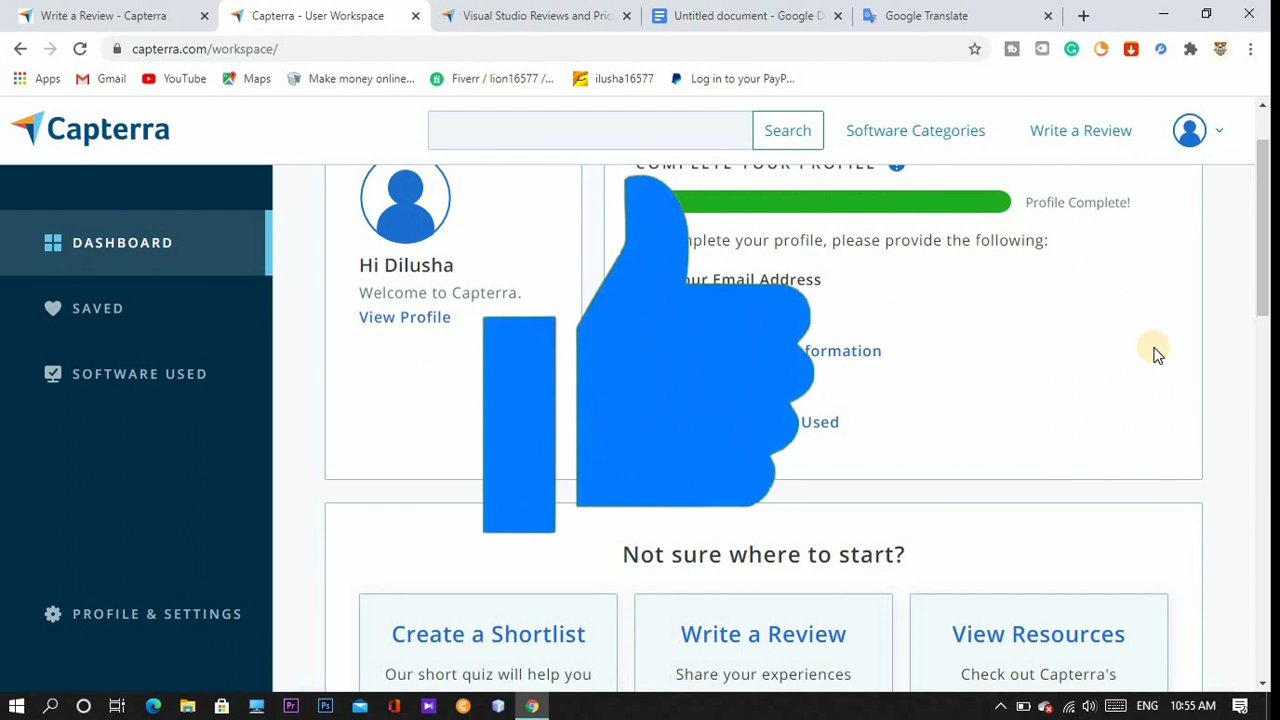 Write a Review - Capterra
Capterra - User Workspace
Visual Studio Reviews and Pric
Untitled document - Google D
Google Translate
capterra.com/workspace/
Apps
Gmail
YouTube
Maps
Make money online...
Fiverr / lion16577 /...
ilusha16577
Log in to your PayP...
Capterra
Search
Software Categories
Write a Review
DASHBOARD
SAVED
SOFTWARE USED
PROFILE & SETTINGS
Hi Dilusha
Welcome to Capterra.
View Profile
COMPLETE YOUR PROFILE
Profile Complete!
mplete your profile, please provide the following:
our Email Address
formation
Used
Not sure where to start?
Create a Shortlist
Our short quiz will help you
Write a Review
Share your experiences
View Resources
Check out Capterra's
Pr
Ps
ENG
10:55 AM